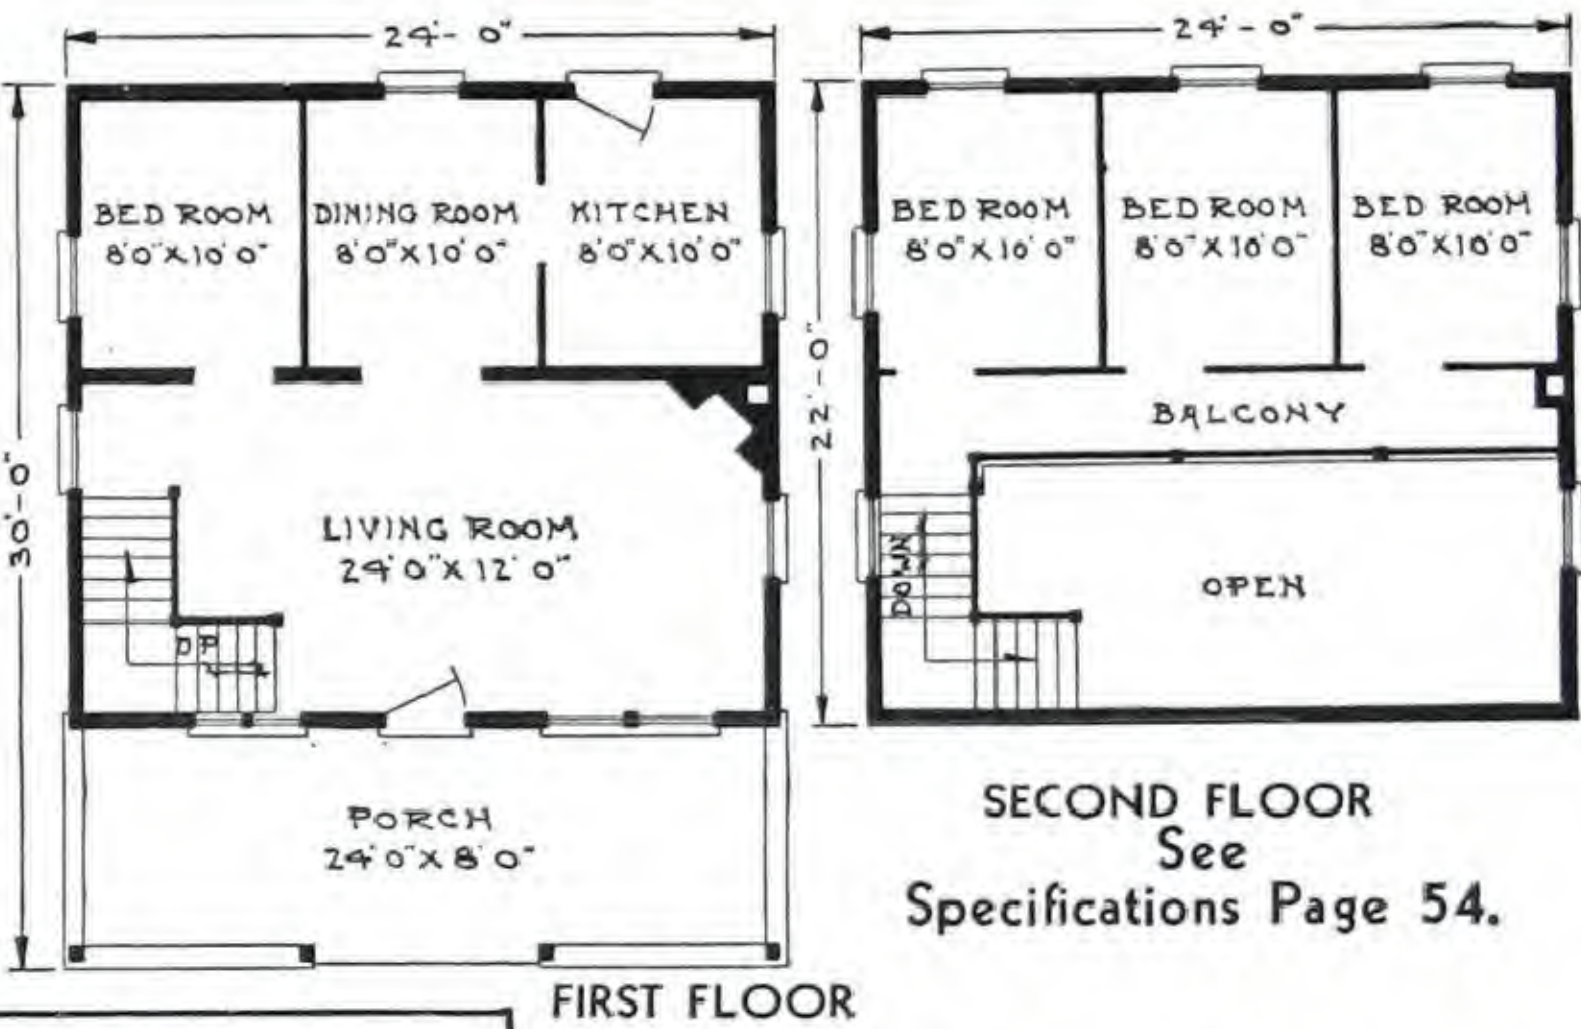 24'-0"
30'-0"
BED ROOM
8'0"X10'0"
DINING ROOM
8'0"X10'0"
KITCHEN
8'0"X10'0"
LIVING ROOM
24'0"X12'0"
UP
PORCH
24'0"X8'0"
FIRST FLOOR
24'-0"
22'-0"
BED ROOM
8'0"X10'0"
BED ROOM
8'0"X10'0"
BED ROOM
8'0"X10'0"
BALCONY
DOWN
OPEN
SECOND FLOOR
See
Specifications Page 54.